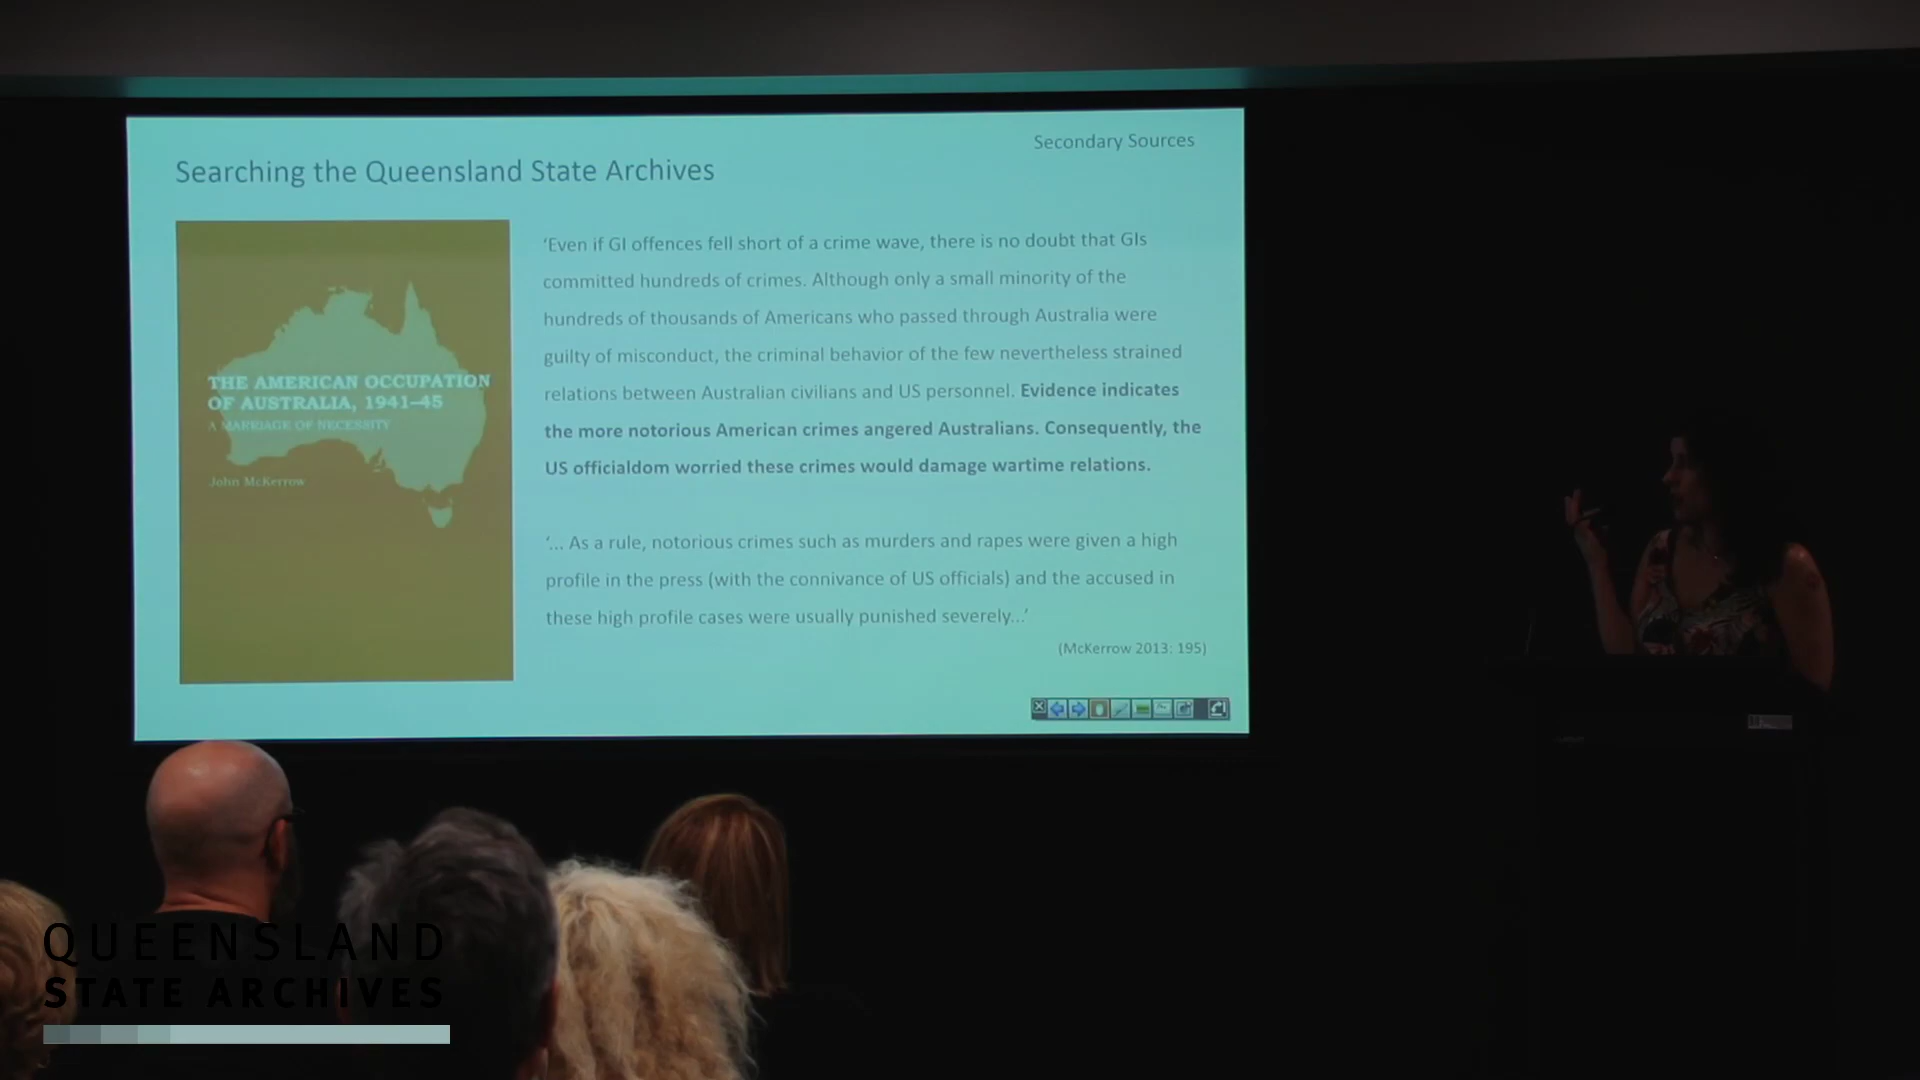 Secondary Sources
Searching the Queensland State Archives
THE AMERICAN OCCUPATION
OF AUSTRALIA, 1941–45
A MARRIAGE OF NECESSITY
John McKerrow
‘Even if GI offences fell short of a crime wave, there is no doubt that GIs
committed hundreds of crimes. Although only a small minority of the
hundreds of thousands of Americans who passed through Australia were
guilty of misconduct, the criminal behavior of the few nevertheless strained
relations between Australian civilians and US personnel. Evidence indicates
the more notorious American crimes angered Australians. Consequently, the
US officialdom worried these crimes would damage wartime relations.
‘... As a rule, notorious crimes such as murders and rapes were given a high
profile in the press (with the connivance of US officials) and the accused in
these high profile cases were usually punished severely...’
(McKerrow 2013: 195)
QUEENSLAND
STATE ARCHIVES